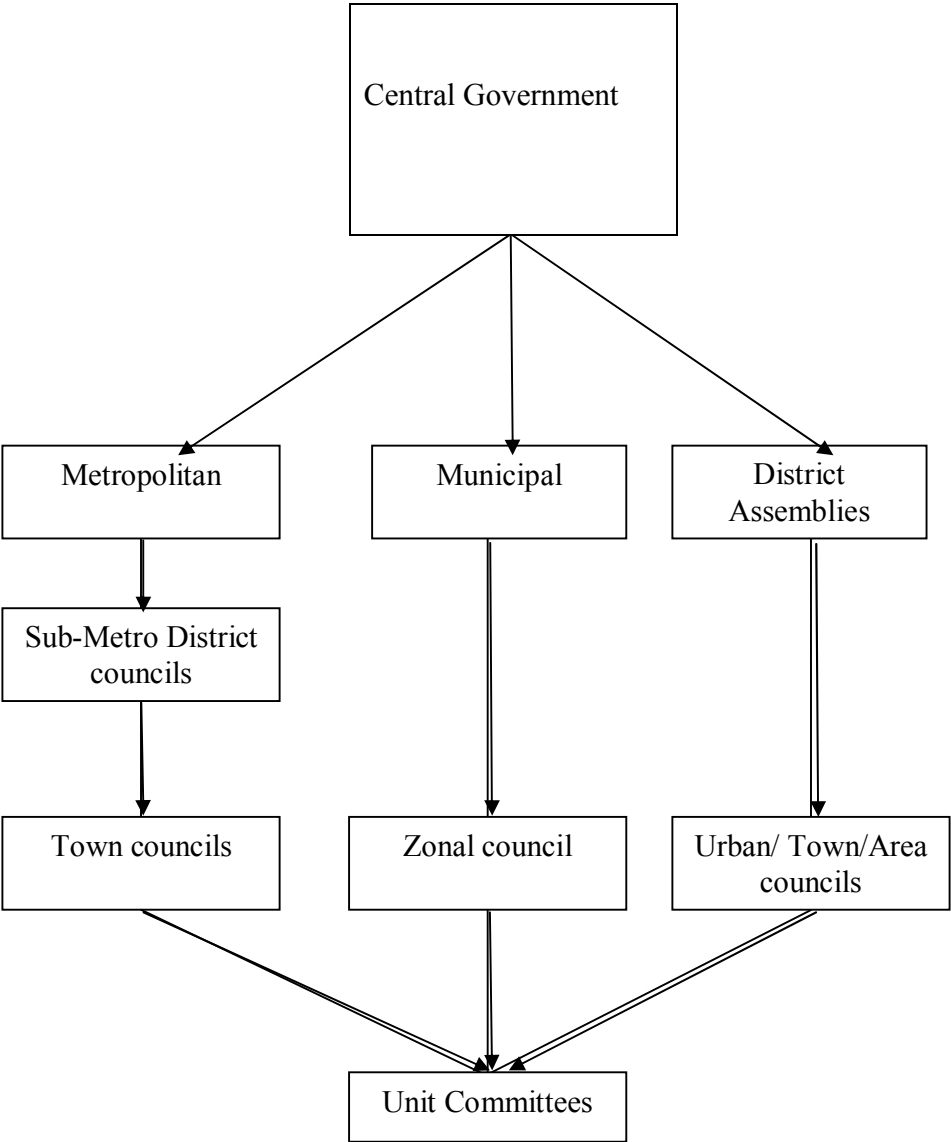 Central Government
Metropolitan
Municipal
District
Assemblies
Sub-Metro District
councils
Town councils
Zonal council
Urban/ Town/Area
councils
Unit Committees